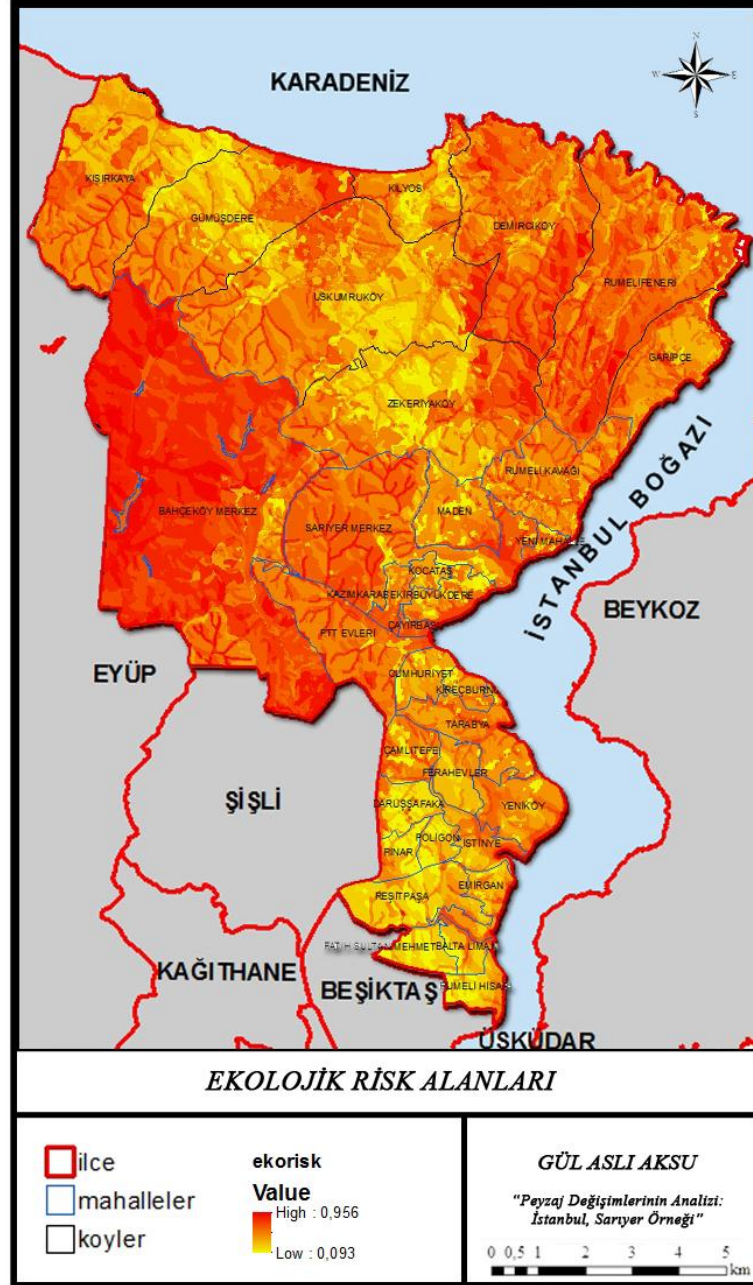 KARADENİZ
N
W
E
S
KISIRKAYA
GÜMÜŞDERE
KİLYOS
DEMİRCİKÖY
USKUMRUKÖY
RUMELİFENERİ
GARİPÇE
ZEKERİYAKÖY
RUMELİ KAVAĞI
BAHÇEKÖY MERKEZ
SARIYER MERKEZ
MADEN
YENİ MAHALLE
İSTANBUL BOĞAZI
KOCATAŞ
KAZIMKARABEKİR
BÜYÜKDERE
ÇAYIRBAŞI
PTT EVLERİ
BEYKOZ
EYÜP
CUMHURİYET
KİREÇBURNU
TARABYA
ÇAMLITEPE
FERAHEVLER
ŞİŞLİ
DARÜŞŞAFAKA
YENİKÖY
POLİGON
İSTİNYE
PINAR
EMİRGAN
REŞİTPAŞA
FATİH SULTAN MEHMET
BALTA LİMANI
KAĞITHANE
BEŞİKTAŞ
RUMELİ HİSARI
ÜSKÜDAR
EKOLOJİK RİSK ALANLARI
ilce
mahalleler
koyler
ekorisk
Value
High : 0,956
Low : 0,093
GÜL ASLI AKSU
"Peyzaj Değişimlerinin Analizi:
İstanbul, Sarıyer Örneği"
0 0,5 1 2 3 4 5
km